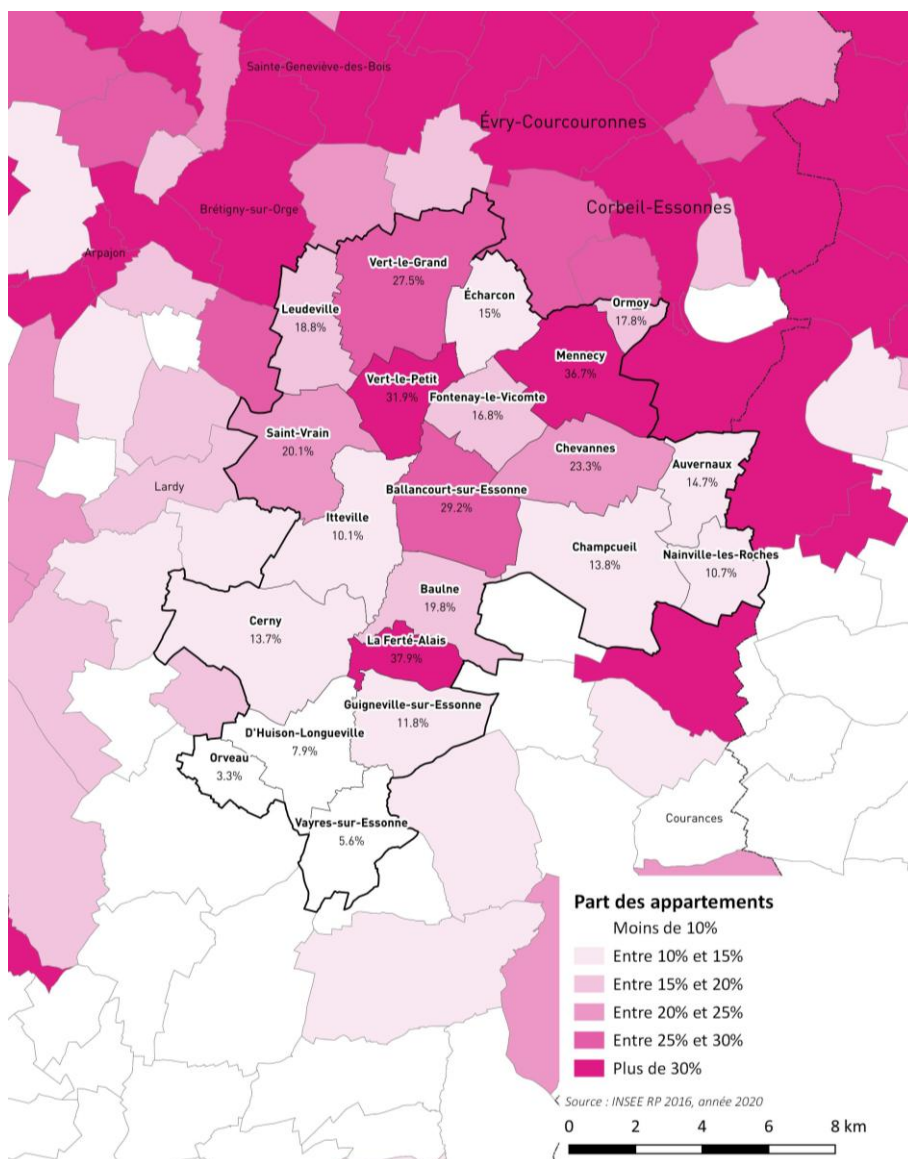 Sainte-Geneviève-des-Bois
Évry-Courcouronnes
Brétigny-sur-Orge
Corbeil-Essonnes
Arpajon
Vert-le-Grand
27.5%
Écharcon
15%
Leudeville
18.8%
Ormoy
17.8%
Mennecy
36.7%
Vert-le-Petit
31.9%
Fontenay-le-Vicomte
16.8%
Saint-Vrain
20.1%
Chevannes
23.3%
Auvernaux
14.7%
Lardy
Ballancourt-sur-Essonne
29.2%
Itteville
10.1%
Champcueil
13.8%
Nainville-les-Roches
10.7%
Baulne
19.8%
Cerny
13.7%
La Ferté-Alais
37.9%
Guigneville-sur-Essonne
11.8%
D'Huison-Longueville
7.9%
Orveau
3.3%
Vayres-sur-Essonne
5.6%
Courances
Part des appartements
Moins de 10%
Entre 10% et 15%
Entre 15% et 20%
Entre 20% et 25%
Entre 25% et 30%
Plus de 30%
Source : INSEE RP 2016, année 2020
0 2 4 6 8 km